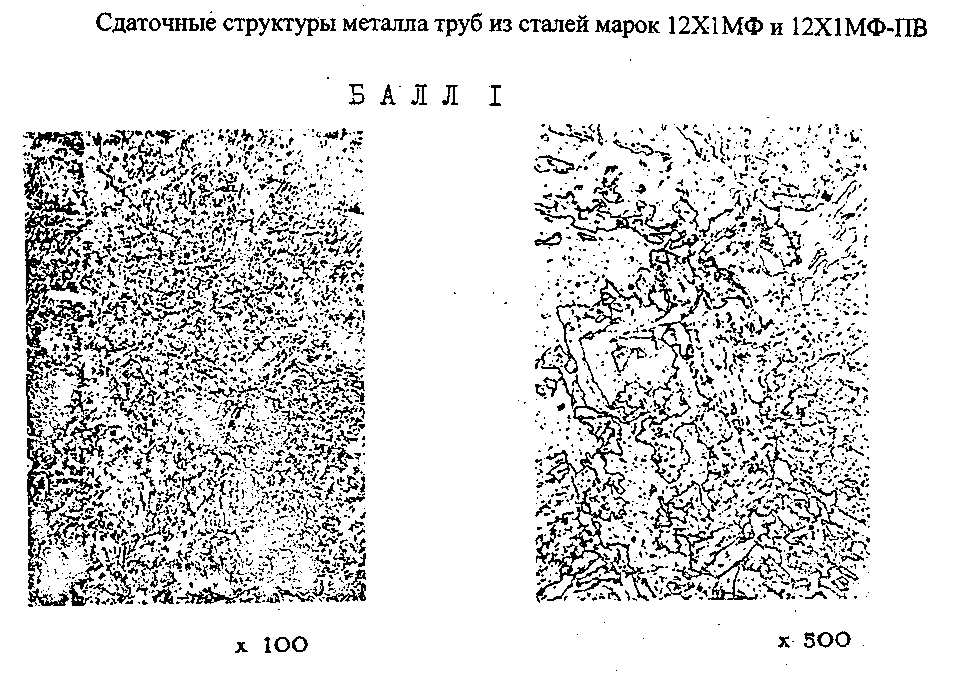 Сдаточные структуры металла труб из сталей марок 12Х1МФ и 12Х1МФ-ПВ
БАЛЛ I
х 100
х 500